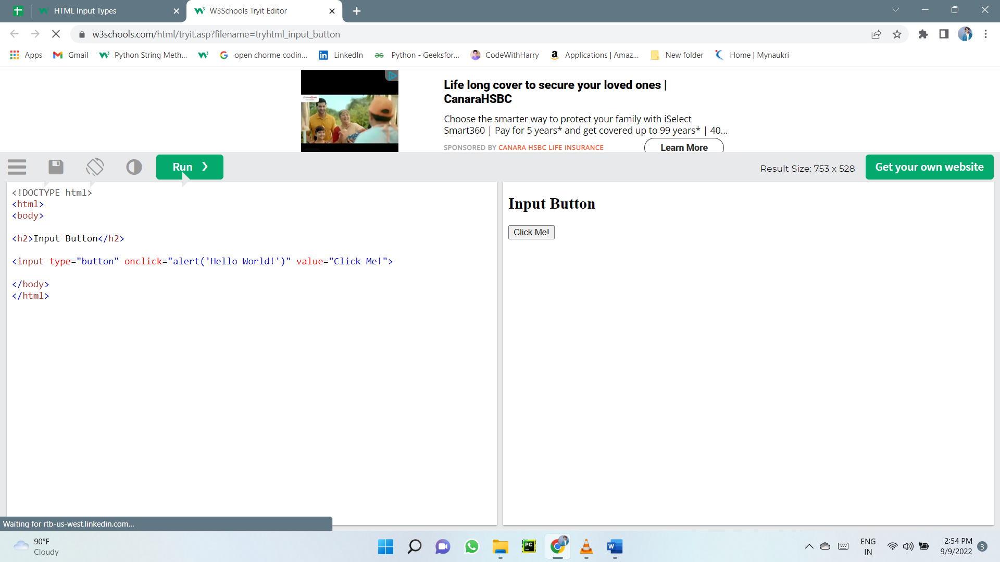 HTML Input Types
W3Schools Tryit Editor
w3schools.com/html/tryit.asp?filename=tryhtml_input_button
Apps
Gmail
Python String Meth...
open chorme codin...
LinkedIn
Python - Geeksfor...
CodeWithHarry
Applications | Amaz...
New folder
Home | Mynaukri
Life long cover to secure your loved ones |
CanaraHSBC
Choose the smarter way to protect your family with iSelect
Smart360 | Pay for 5 years* and get covered up to 99 years* | 40...
SPONSORED BY CANARA HSBC LIFE INSURANCE
Learn More
Run ❯
Result Size: 753 x 528
Get your own website
<!DOCTYPE html>
<html>
<body>
<h2>Input Button</h2>
<input type="button" onclick="alert('Hello World!')" value="Click Me!">
</body>
</html>
Input Button
Click Me!
Waiting for rtb-us-west.linkedin.com...
90°F
Cloudy
PC
W
ENG
IN
2:54 PM
9/9/2022
3